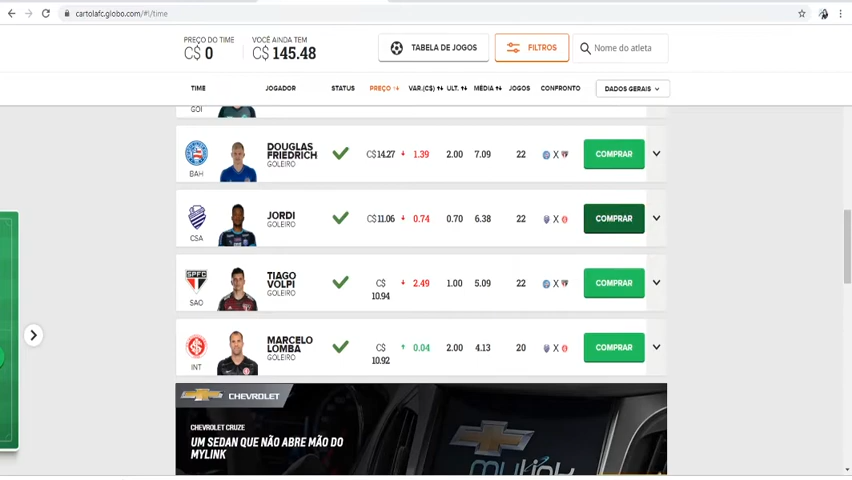 cartolafc.globo.com/#!/time
PREÇO DO TIME
C$ 0
VOCÊ AINDA TEM
C$ 145.48
TABELA DE JOGOS
FILTROS
Nome do atleta
TIME JOGADOR STATUS PREÇO VAR.(C$) ULT. MÉDIA JOGOS CONFRONTO DADOS GERAIS
GOI
BAH
DOUGLAS
FRIEDRICH
GOLEIRO
C$ 14.27 1.39 2.00 7.09 22 X COMPRAR
CSA
JORDI
GOLEIRO
C$ 11.06 0.74 0.70 6.38 22 X COMPRAR
SPFC
SAO
TIAGO
VOLPI
GOLEIRO
C$
10.94
2.49 1.00 5.09 22 X COMPRAR
INT
MARCELO
LOMBA
GOLEIRO
C$
10.92
0.04 2.00 4.13 20 X COMPRAR
CHEVROLET
CHEVROLET CRUZE
UM SEDAN QUE NÃO ABRE MÃO DO
MYLINK
mylink